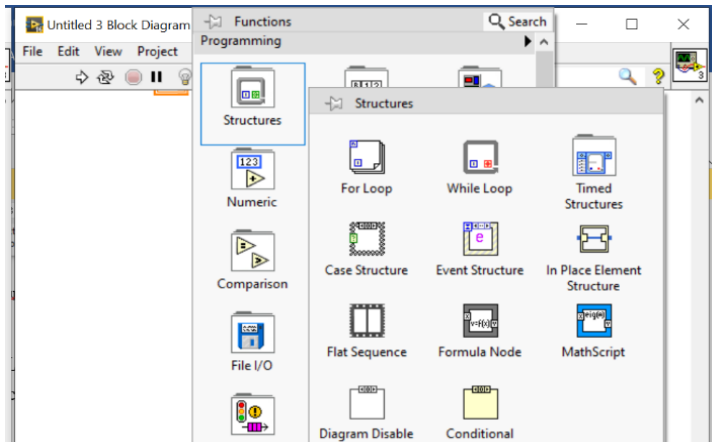 Untitled 3 Block Diagram
File Edit View Project
Functions
Search
Programming
Structures
Numeric
123
Comparison
File I/O
Structures
For Loop
While Loop
Timed
Structures
Case Structure
Event Structure
In Place Element
Structure
Flat Sequence
Formula Node
MathScript
Diagram Disable
Conditional
3